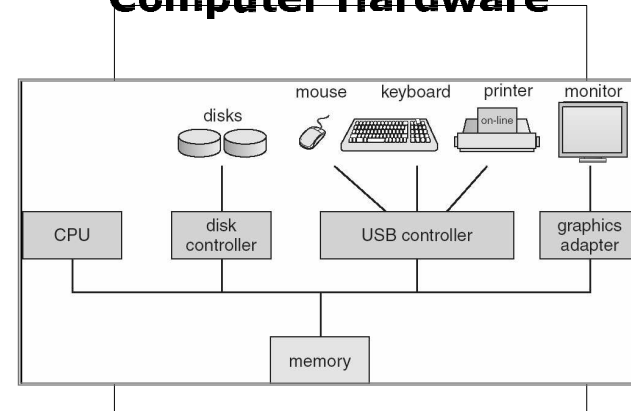 Computer Hardware
mouse keyboard printer monitor
disks
on-line
CPU
disk
controller
USB controller
graphics
adapter
memory